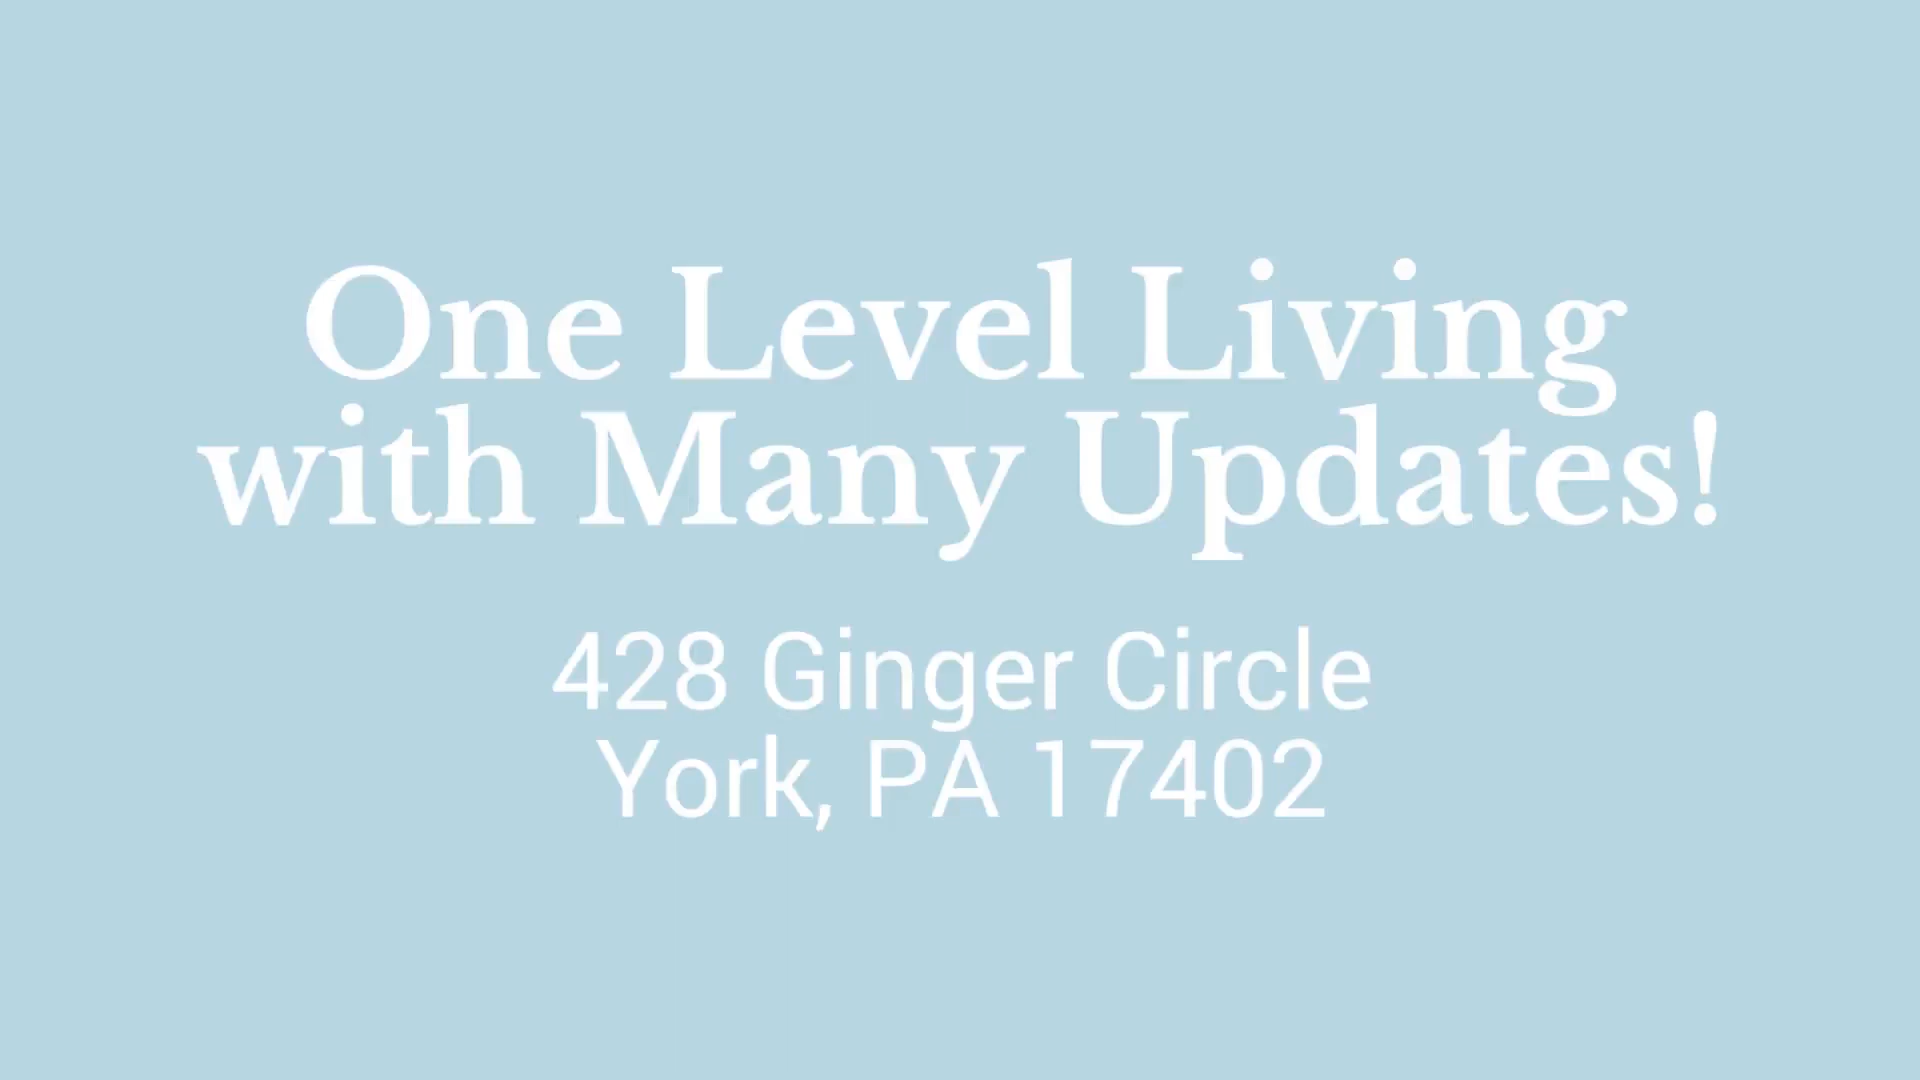 One Level Living
with Many Updates!
428 Ginger Circle
York, PA 17402